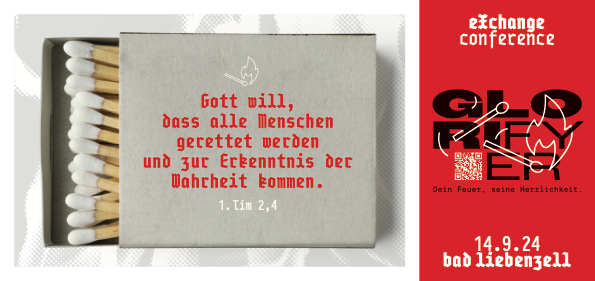 Gott will,
dass alle Menschen
gerettet werden
und zur Erkenntnis der
Wahrheit kommen.
1. Tim 2,4
eXchange
conference
GLO
RIFY
ER
Dein Feuer, seine Herrlichkeit.
14.9.24
bad liebenzell